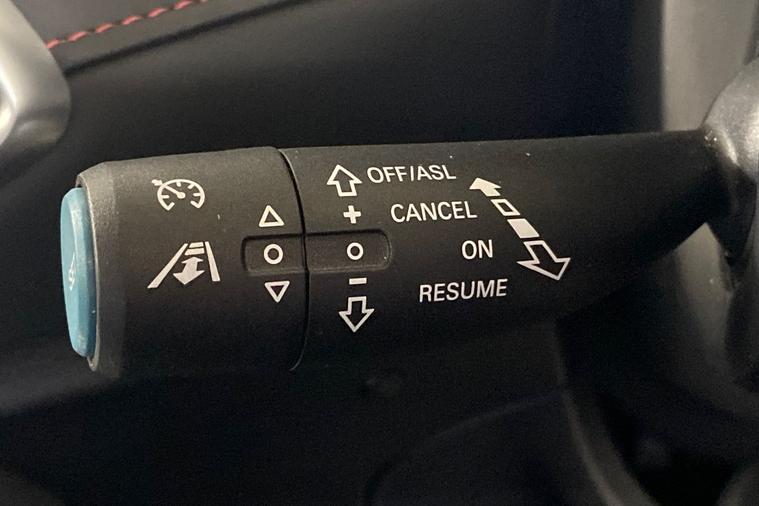 OFF/ASL
+ CANCEL
ON
− RESUME